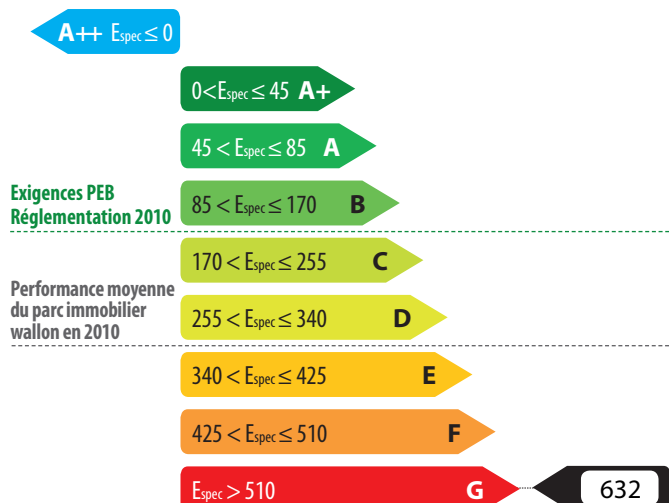 A++ Espec ≤ 0
0<Espec ≤ 45 A+
45 < Espec ≤ 85 A
Exigences PEB
Réglementation 2010
85 < Espec ≤ 170 B
170 < Espec ≤ 255 C
Performance moyenne
du parc immobilier
wallon en 2010
255 < Espec ≤ 340 D
340 < Espec ≤ 425 E
425 < Espec ≤ 510 F
Espec > 510 G 632